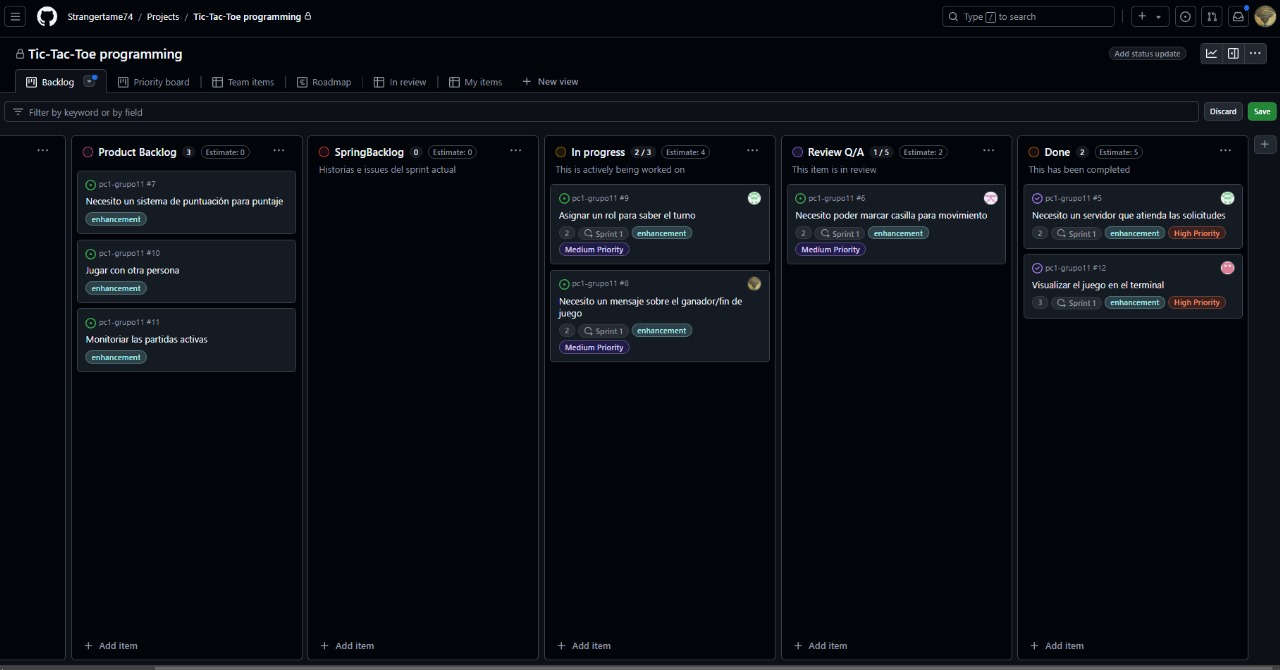 Strangertame74 / Projects / Tic-Tac-Toe programming
Type / to search
Tic-Tac-Toe programming
Add status update
Backlog
Priority board
Team items
Roadmap
In review
My items
New view
Filter by keyword or by field
Discard
Save
Product Backlog 3 Estimate: 0
pc1-grupo11 #7
Necesito un sistema de puntuación para puntaje
enhancement
pc1-grupo11 #10
Jugar con otra persona
enhancement
pc1-grupo11 #11
Monitoriar las partidas activas
enhancement
Add item
SpringBacklog 0 Estimate: 0
Historias e issues del sprint actual
Add item
In progress 2 / 3 Estimate: 4
This is actively being worked on
pc1-grupo11 #9
Asignar un rol para saber el turno
2 Sprint 1 enhancement
Medium Priority
pc1-grupo11 #8
Necesito un mensaje sobre el ganador/fin de
juego
2 Sprint 1 enhancement
Medium Priority
Add item
Review Q/A 1 / 5 Estimate: 2
This item is in review
pc1-grupo11 #6
Necesito poder marcar casilla para movimiento
2 Sprint 1 enhancement
Medium Priority
Add item
Done 2 Estimate: 5
This has been completed
pc1-grupo11 #5
Necesito un servidor que atienda las solicitudes
2 Sprint 1 enhancement High Priority
pc1-grupo11 #12
Visualizar el juego en el terminal
3 Sprint 1 enhancement High Priority
Add item